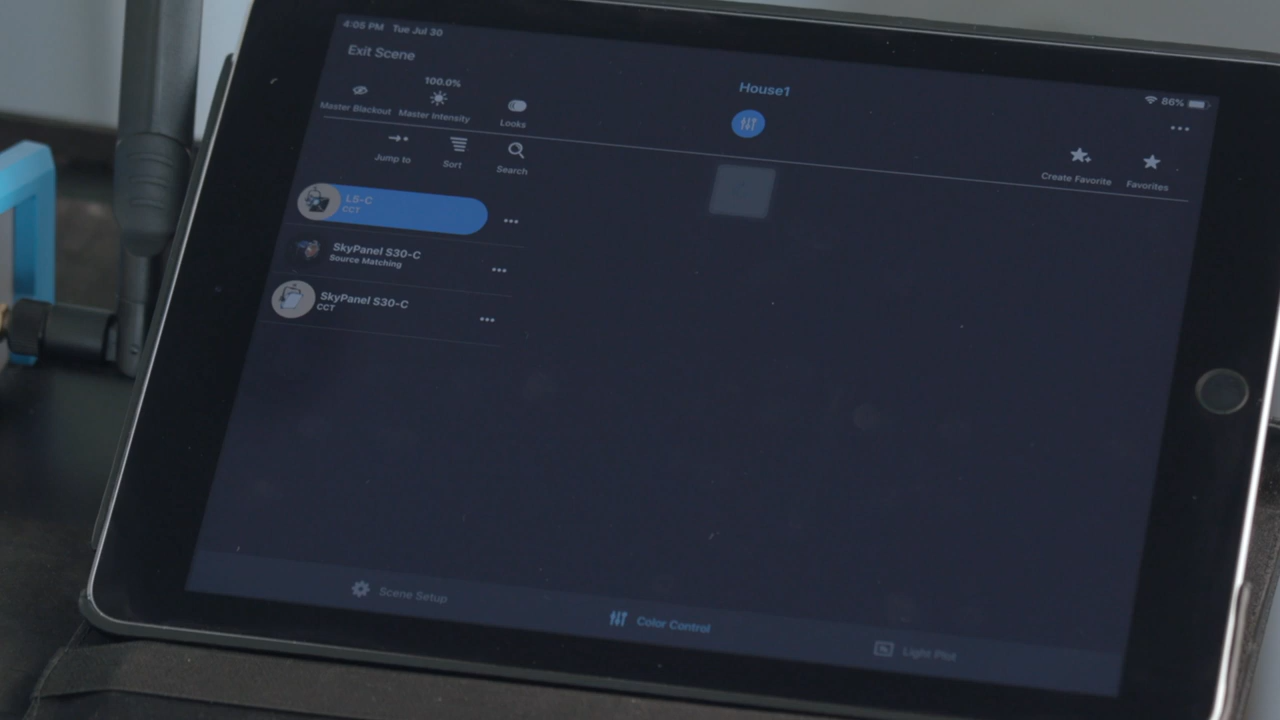 4:05 PM Tue Jul 30
86%
Exit Scene
House1
100.0%
Master Blackout
Master Intensity
Looks
Jump to
Sort
Search
Create Favorite
Favorites
LS-C
CCT
SkyPanel S30-C
Source Matching
SkyPanel S30-C
CCT
Scene Setup
Color Control
Light Plot